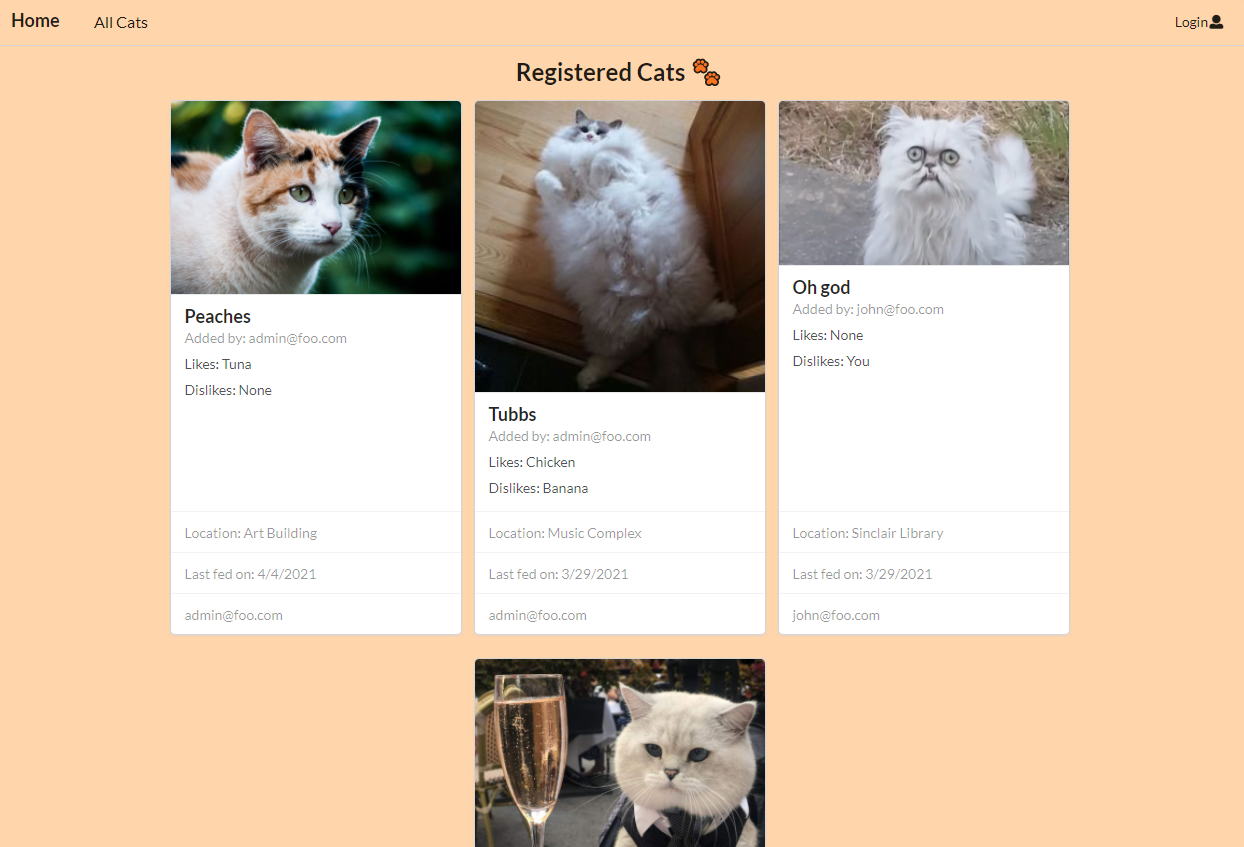 Home
All Cats
Login
Registered Cats
Peaches
Added by: admin@foo.com
Likes: Tuna
Dislikes: None
Location: Art Building
Last fed on: 4/4/2021
admin@foo.com
Tubbs
Added by: admin@foo.com
Likes: Chicken
Dislikes: Banana
Location: Music Complex
Last fed on: 3/29/2021
admin@foo.com
Oh god
Added by: john@foo.com
Likes: None
Dislikes: You
Location: Sinclair Library
Last fed on: 3/29/2021
john@foo.com